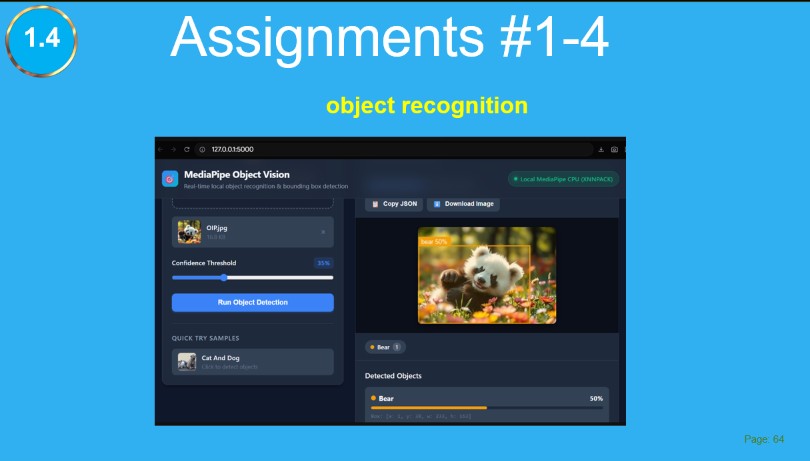 1.4
Assignments #1-4
object recognition
127.0.0.1:5000
MediaPipe Object Vision
Real-time local object recognition & bounding box detection
Local MediaPipe CPU (XNNPACK)
Copy JSON
Download Image
OIP.jpg
Confidence Threshold
35%
Run Object Detection
QUICK TRY SAMPLES
Cat And Dog
Click to detect objects
bear 50%
Bear 1
Detected Objects
Bear
50%
Page: 64